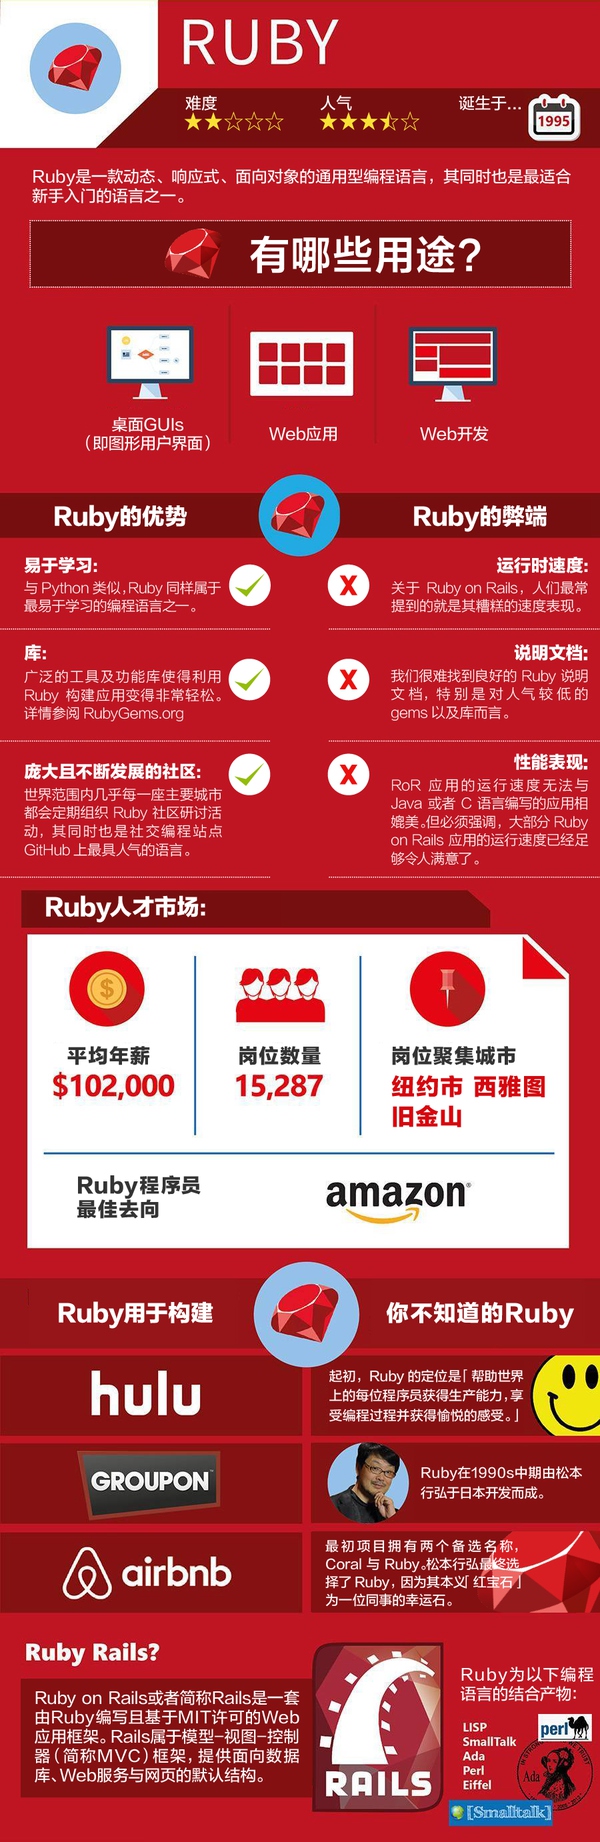 RUBY
难度
人气
诞生于...
1995
Ruby是一款动态、响应式、面向对象的通用型编程语言，其同时也是最适合
新手入门的语言之一。
有哪些用途?
桌面GUIs
（即图形用户界面）
Web应用
Web开发
Ruby的优势
Ruby的弊端
易于学习:
与 Python 类似，Ruby 同样属于
最易于学习的编程语言之一。
运行时速度:
关于 Ruby on Rails，人们最常
提到的就是其糟糕的速度表现。
库:
广泛的工具及功能库使得利用
Ruby 构建应用变得非常轻松。
详情参阅 RubyGems.org
说明文档:
我们很难找到良好的 Ruby 说明
文档，特别是对人气较低的
gems 以及库而言。
庞大且不断发展的社区:
世界范围内几乎每一座主要城市
都会定期组织 Ruby 社区研讨活
动，其同时也是社交编程站点
GitHub 上最具人气的语言。
性能表现:
RoR 应用的运行速度无法与
Java 或者 C 语言编写的应用相
媲美。但必须强调，大部分 Ruby
on Rails 应用的运行速度已经足
够令人满意了。
Ruby人才市场:
平均年薪
$102,000
岗位数量
15,287
岗位聚集城市
纽约市 西雅图
旧金山
Ruby程序员
最佳去向
amazon
Ruby用于构建
你不知道的Ruby
hulu
起初，Ruby 的定位是「帮助世界
上的每位程序员获得生产能力，享
受编程过程并获得愉悦的感受。」
GROUPON
Ruby在1990s中期由松本
行弘于日本开发而成。
airbnb
最初项目拥有两个备选名称，
Coral 与 Ruby。松本行弘最终选
择了 Ruby，因为其本义「红宝石」
为一位同事的幸运石。
Ruby Rails?
Ruby on Rails或者简称Rails是一套
由Ruby编写且基于MIT许可的Web
应用框架。Rails属于模型-视图-控制
器（简称MVC）框架，提供面向数据
库、Web服务与网页的默认结构。
RAILS
Ruby为以下编程
语言的结合产物:
LISP
SmallTalk
Ada
Perl
Eiffel
perl
Ada
[Smalltalk]